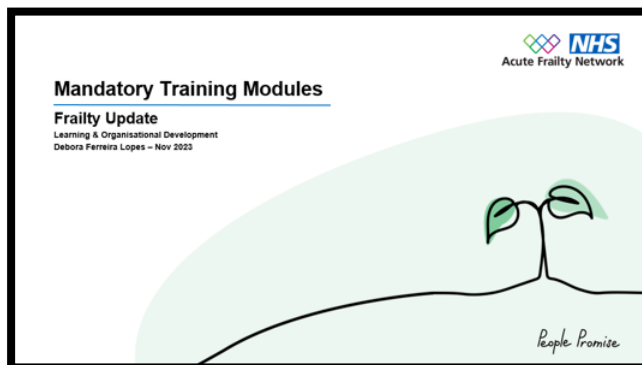 NHS
Acute Frailty Network
Mandatory Training Modules
Frailty Update
Learning & Organisational Development
Debora Ferreira Lopes – Nov 2023
People Promise